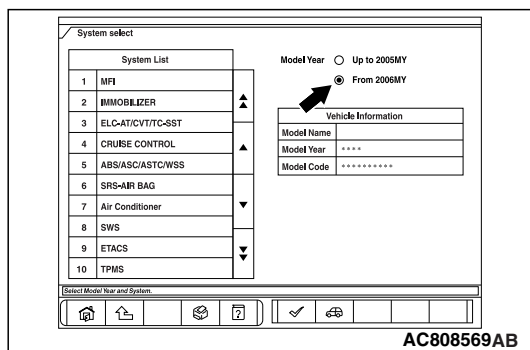 System select
System List
1 MFI
2 IMMOBILIZER
3 ELC-AT/CVT/TC-SST
4 CRUISE CONTROL
5 ABS/ASC/ASTC/WSS
6 SRS-AIR BAG
7 Air Conditioner
8 SWS
9 ETACS
10 TPMS
Model Year Up to 2005MY
From 2006MY
Vehicle Information
Model Name
Model Year ****
Model Code **********
Select Model Year and System.
?
AC808569AB